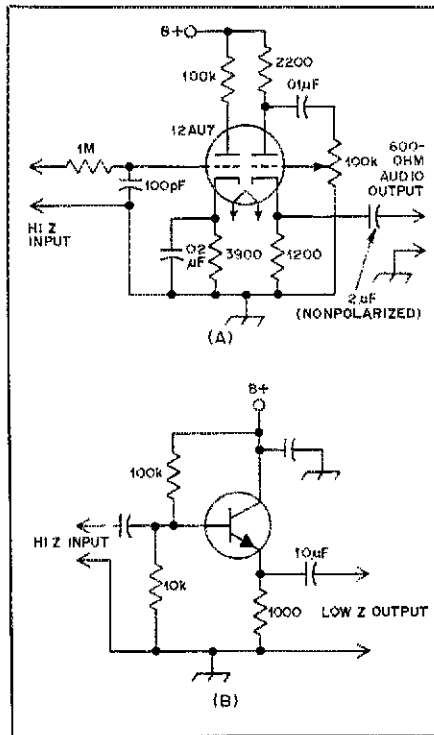 B+
2200
100k
.01µF
12AU7
600-
OHM
AUDIO
OUTPUT
1M
100k
100pF
HI Z
INPUT
.02
µF
3900
1200
2µF
(NONPOLARIZED)
(A)
B+
100k
HI Z INPUT
10µF
10k
1000
LOW Z OUTPUT
(B)